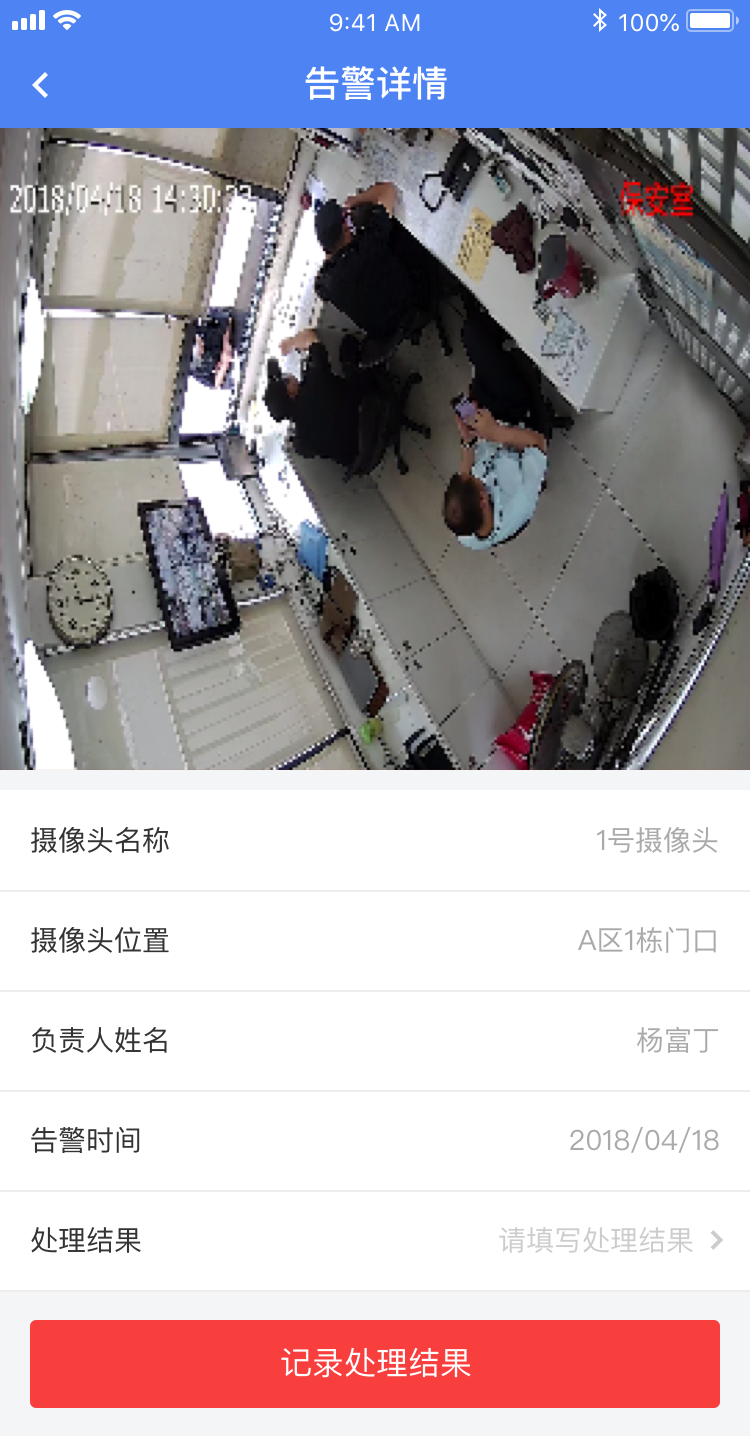 9:41 AM
100%
告警详情
2018/04/18 14:30:
保安室
摄像头名称
1号摄像头
摄像头位置
A区1栋门口
负责人姓名
杨富丁
告警时间
2018/04/18
处理结果
请填写处理结果
记录处理结果